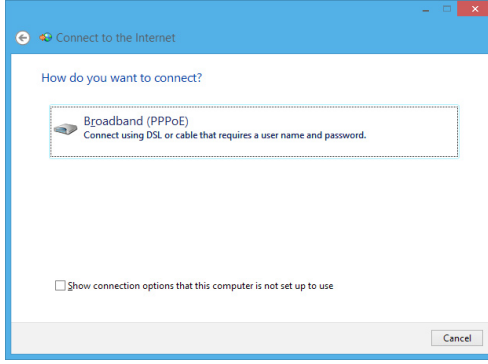 Connect to the Internet
How do you want to connect?
Broadband (PPPoE)
Connect using DSL or cable that requires a user name and password.
Show connection options that this computer is not set up to use
Cancel